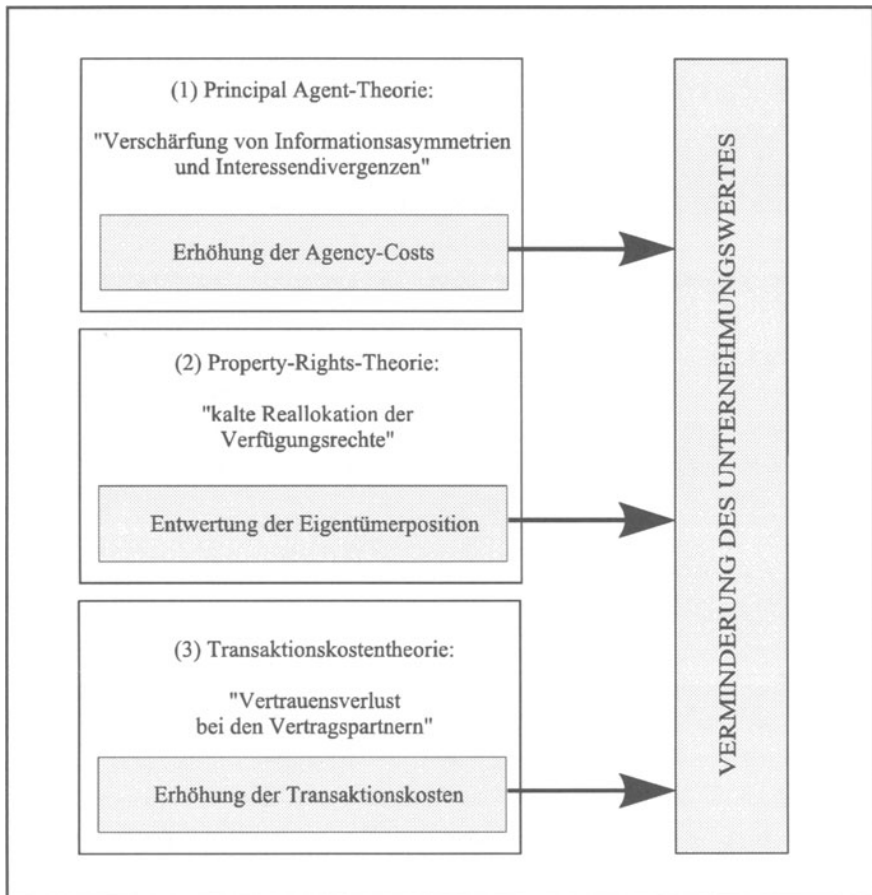 (1) Principal Agent-Theorie:
"Verschärfung von Informationsasymmetrien
und Interessendivergenzen"
Erhöhung der Agency-Costs
(2) Property-Rights-Theorie:
"kalte Reallokation der
Verfügungsrechte"
Entwertung der Eigentümerposition
(3) Transaktionskostentheorie:
"Vertrauensverlust
bei den Vertragspartnern"
Erhöhung der Transaktionskosten
VERMINDERUNG DES UNTERNEHMUNGSWERTES